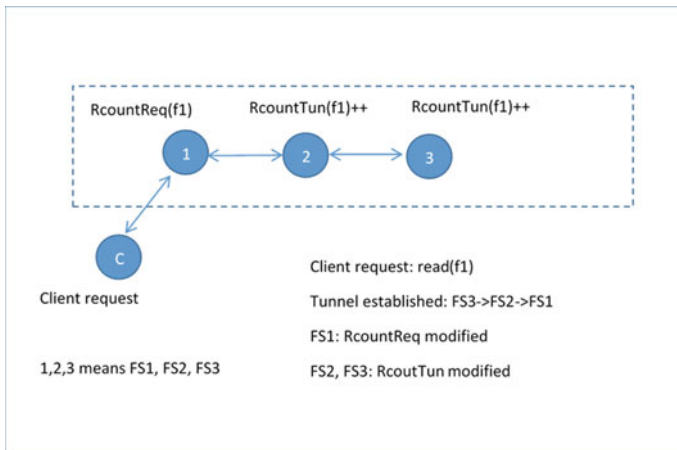 RcountReq(f1) RcountTun(f1)++ RcountTun(f1)++
1 2 3
C
Client request
1,2,3 means FS1, FS2, FS3
Client request: read(f1)
Tunnel established: FS3->FS2->FS1
FS1: RcountReq modified
FS2, FS3: RcoutTun modified